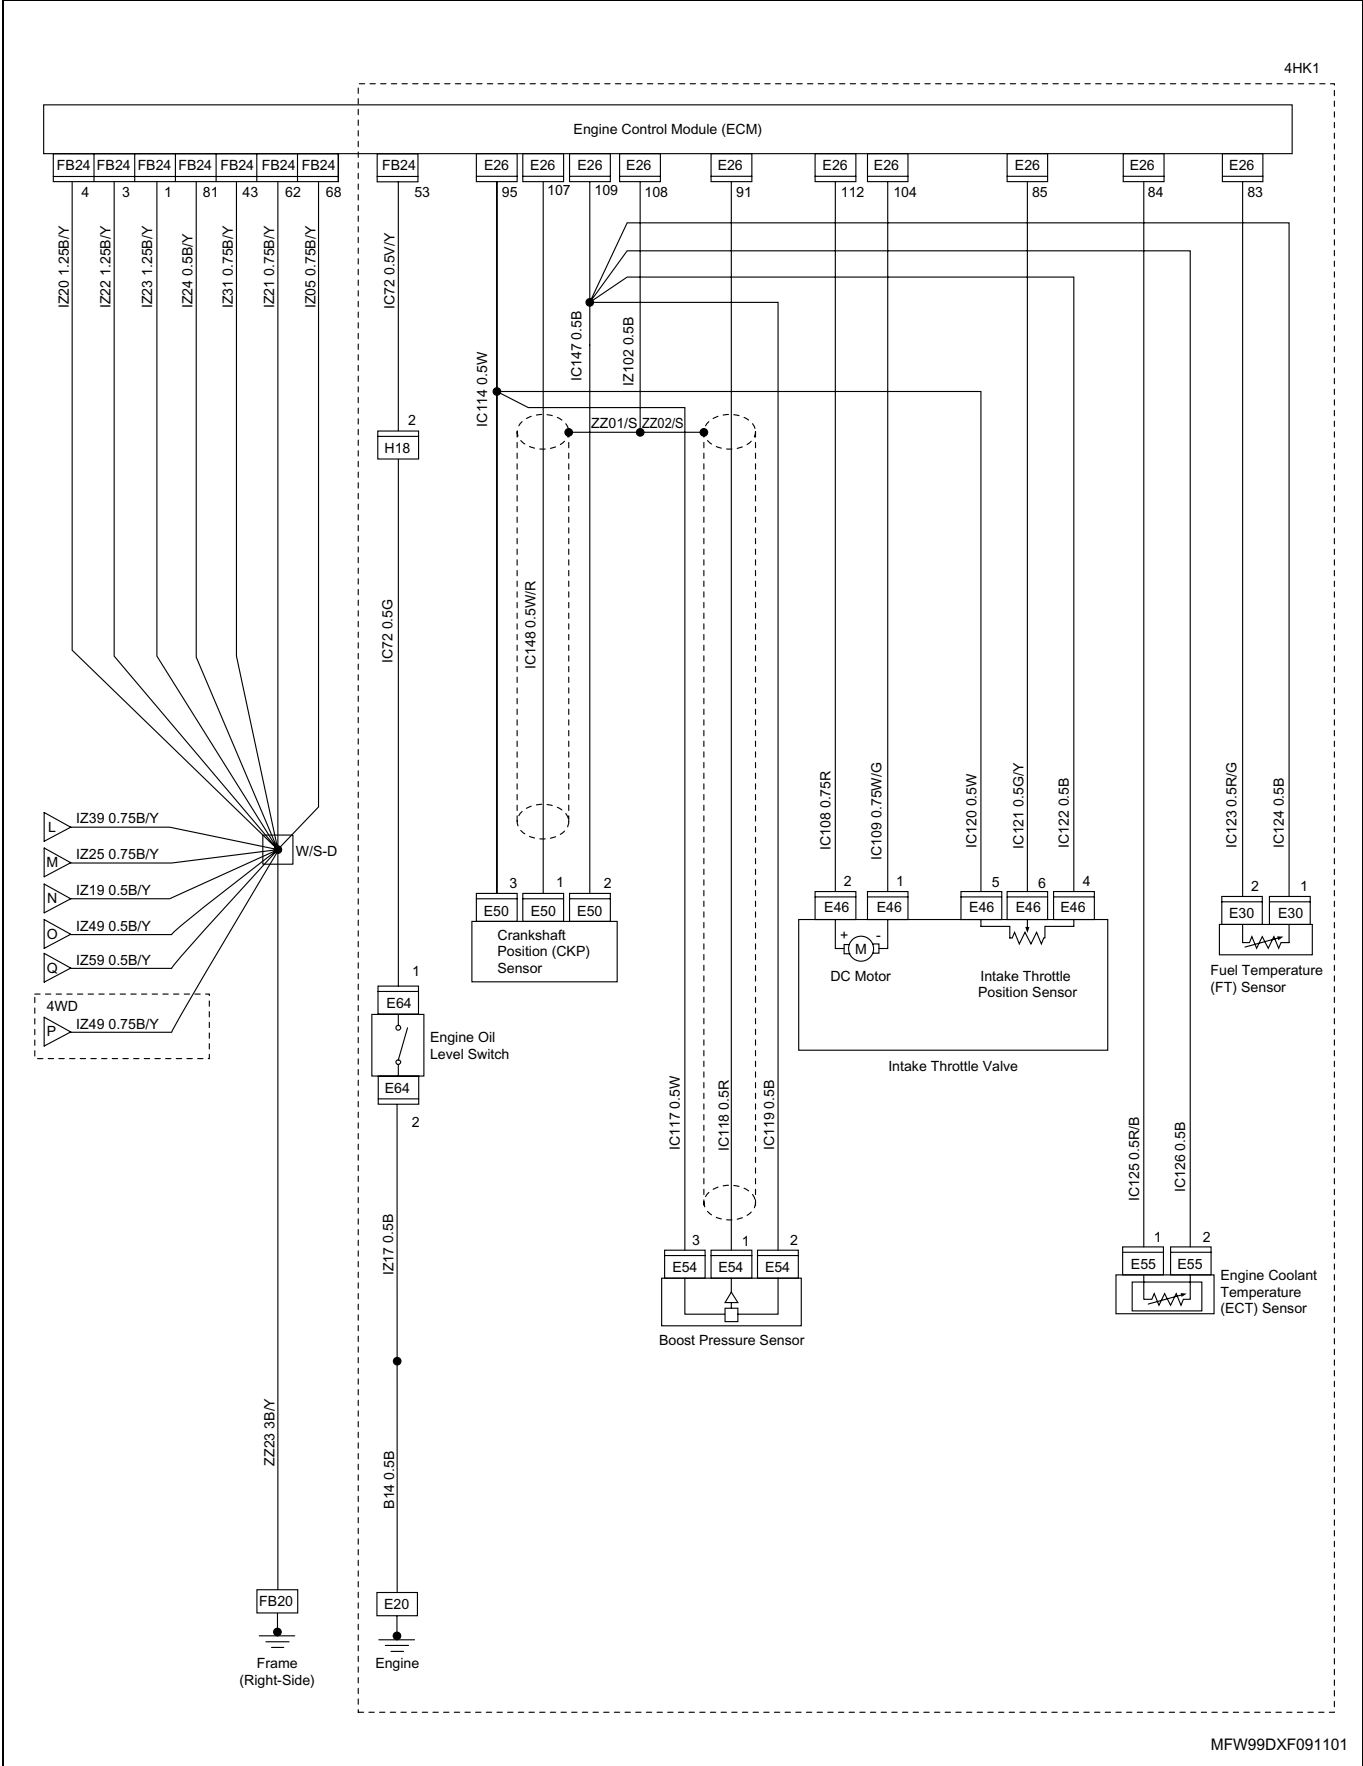 4HK1
Engine Control Module (ECM)
FB24 FB24 FB24 FB24 FB24 FB24 FB24 FB24 E26 E26 E26 E26 E26 E26 E26 E26 E26 E26
4 3 1 81 43 62 68 53 95 107 109 108 91 112 104 85 84 83
IZ20 1.25B/Y
IZ22 1.25B/Y
IZ23 1.25B/Y
IZ24 0.5B/Y
IZ31 0.75B/Y
IZ21 0.75B/Y
IZ05 0.75B/Y
IC72 0.5V/Y
IC114 0.5W
IC147 0.5B
IZ102 0.5B
2
H18
ZZ01/S ZZ02/S
IC72 0.5G
IC148 0.5W/R
IC108 0.75R
IC109 0.75W/G
IC120 0.5W
IC121 0.5G/Y
IC122 0.5B
IC123 0.5R/G
IC124 0.5B
L IZ39 0.75B/Y
M IZ25 0.75B/Y
W/S-D
N IZ19 0.5B/Y
O IZ49 0.5B/Y
Q IZ59 0.5B/Y
4WD
P IZ49 0.75B/Y
3 1 2
E50 E50 E50
Crankshaft
Position (CKP)
Sensor
2 1 5 6 4
E46 E46 E46 E46 E46
+ M -
DC Motor
Intake Throttle
Position Sensor
Intake Throttle Valve
2 1
E30 E30
Fuel Temperature
(FT) Sensor
1
E64
Engine Oil
Level Switch
E64
2
IC117 0.5W
IC118 0.5R
IC119 0.5B
IC125 0.5R/B
IC126 0.5B
IZ17 0.5B
3 1 2
E54 E54 E54
Boost Pressure Sensor
1 2
E55 E55
Engine Coolant
Temperature
(ECT) Sensor
ZZ23 3B/Y
B14 0.5B
FB20
E20
Frame
(Right-Side)
Engine
MFW99DXF091101